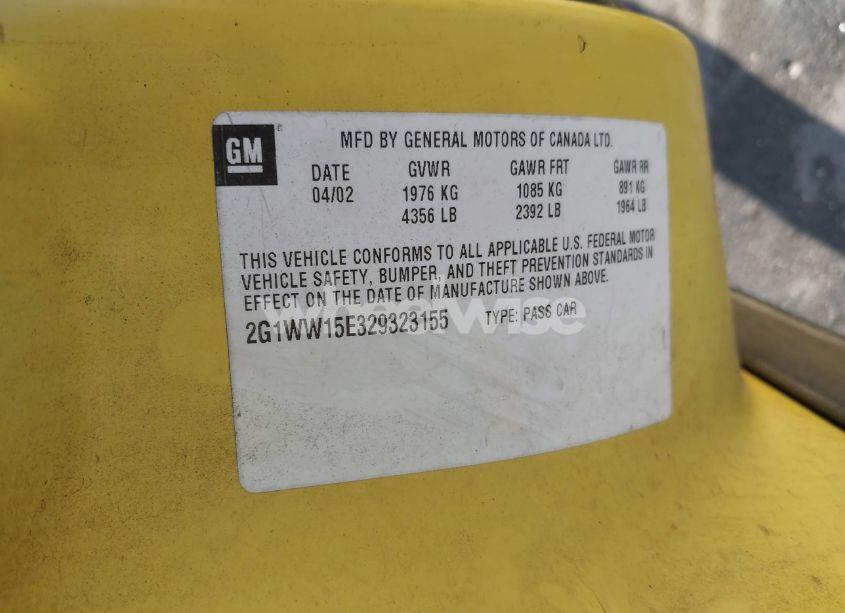 GM
MFD BY GENERAL MOTORS OF CANADA LTD.
DATE GVWR GAWR FRT GAWR RR
04/02 1976 KG 1085 KG 891 KG
4356 LB 2392 LB 1964 LB
THIS VEHICLE CONFORMS TO ALL APPLICABLE U.S. FEDERAL MOTOR
VEHICLE SAFETY, BUMPER, AND THEFT PREVENTION STANDARDS IN
EFFECT ON THE DATE OF MANUFACTURE SHOWN ABOVE.
2G1WW15E329323155 TYPE: PASS CAR